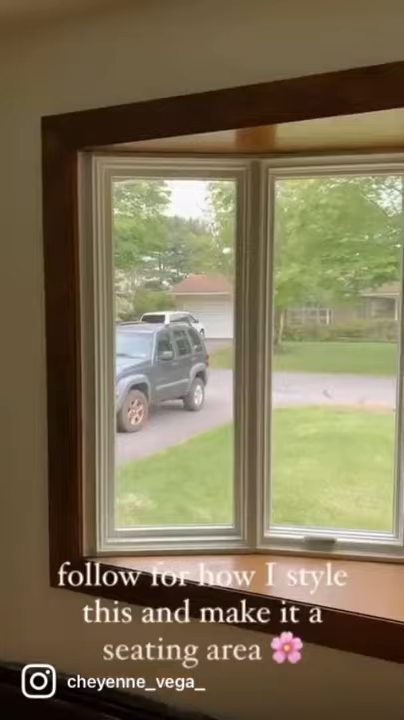 follow for how I style
this and make it a
seating area 🌸
cheyenne_vega_